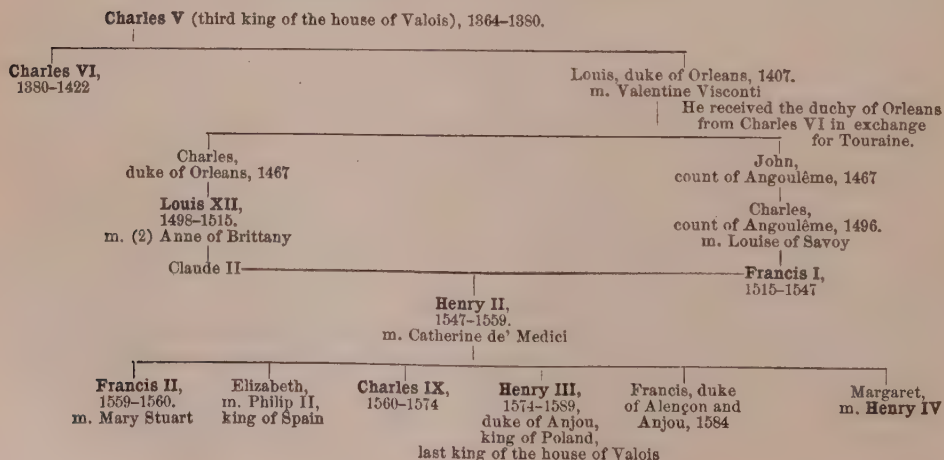 Charles V (third king of the house of Valois), 1364–1380.
Charles VI,
1380–1422
Louis, duke of Orleans, 1407.
m. Valentine Visconti
He received the duchy of Orleans
from Charles VI in exchange
for Touraine.
Charles,
duke of Orleans, 1467
John,
count of Angoulême, 1467
Louis XII,
1498–1515.
m. (2) Anne of Brittany
Charles,
count of Angoulême, 1496.
m. Louise of Savoy
Claude II
Francis I,
1515–1547
Henry II,
1547–1559.
m. Catherine de' Medici
Francis II,
1559–1560.
m. Mary Stuart
Elizabeth,
m. Philip II,
king of Spain
Charles IX,
1560–1574
Henry III,
1574–1589,
duke of Anjou,
king of Poland,
last king of the house of Valois
Francis, duke
of Alençon and
Anjou, 1584
Margaret,
m. Henry IV